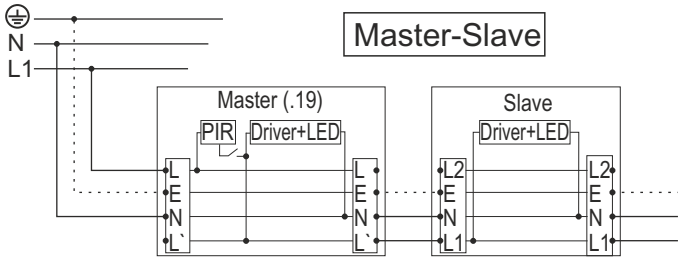 N
L1
Master-Slave
Master (.19)
PIR
Driver+LED
L
E
N
L`
L
E
N
L`
Slave
Driver+LED
L2
E
N
L1
L2
E
N
L1